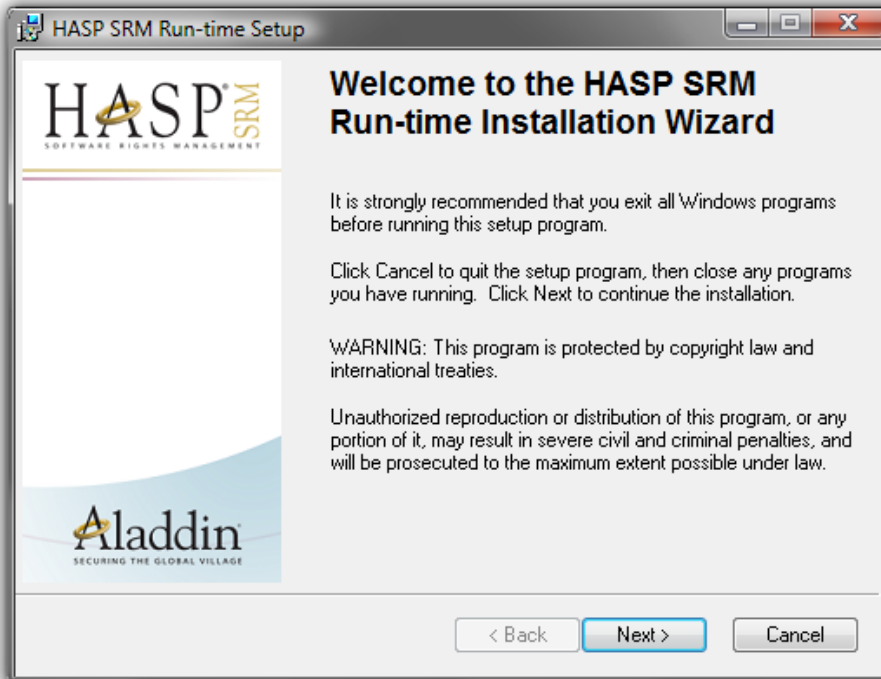 HASP SRM Run-time Setup
HASP SRM
SOFTWARE RIGHTS MANAGEMENT
Welcome to the HASP SRM
Run-time Installation Wizard
It is strongly recommended that you exit all Windows programs
before running this setup program.
Click Cancel to quit the setup program, then close any programs
you have running.  Click Next to continue the installation.
WARNING: This program is protected by copyright law and
international treaties.
Unauthorized reproduction or distribution of this program, or any
portion of it, may result in severe civil and criminal penalties, and
will be prosecuted to the maximum extent possible under law.
Aladdin
SECURING THE GLOBAL VILLAGE
< Back Next > Cancel